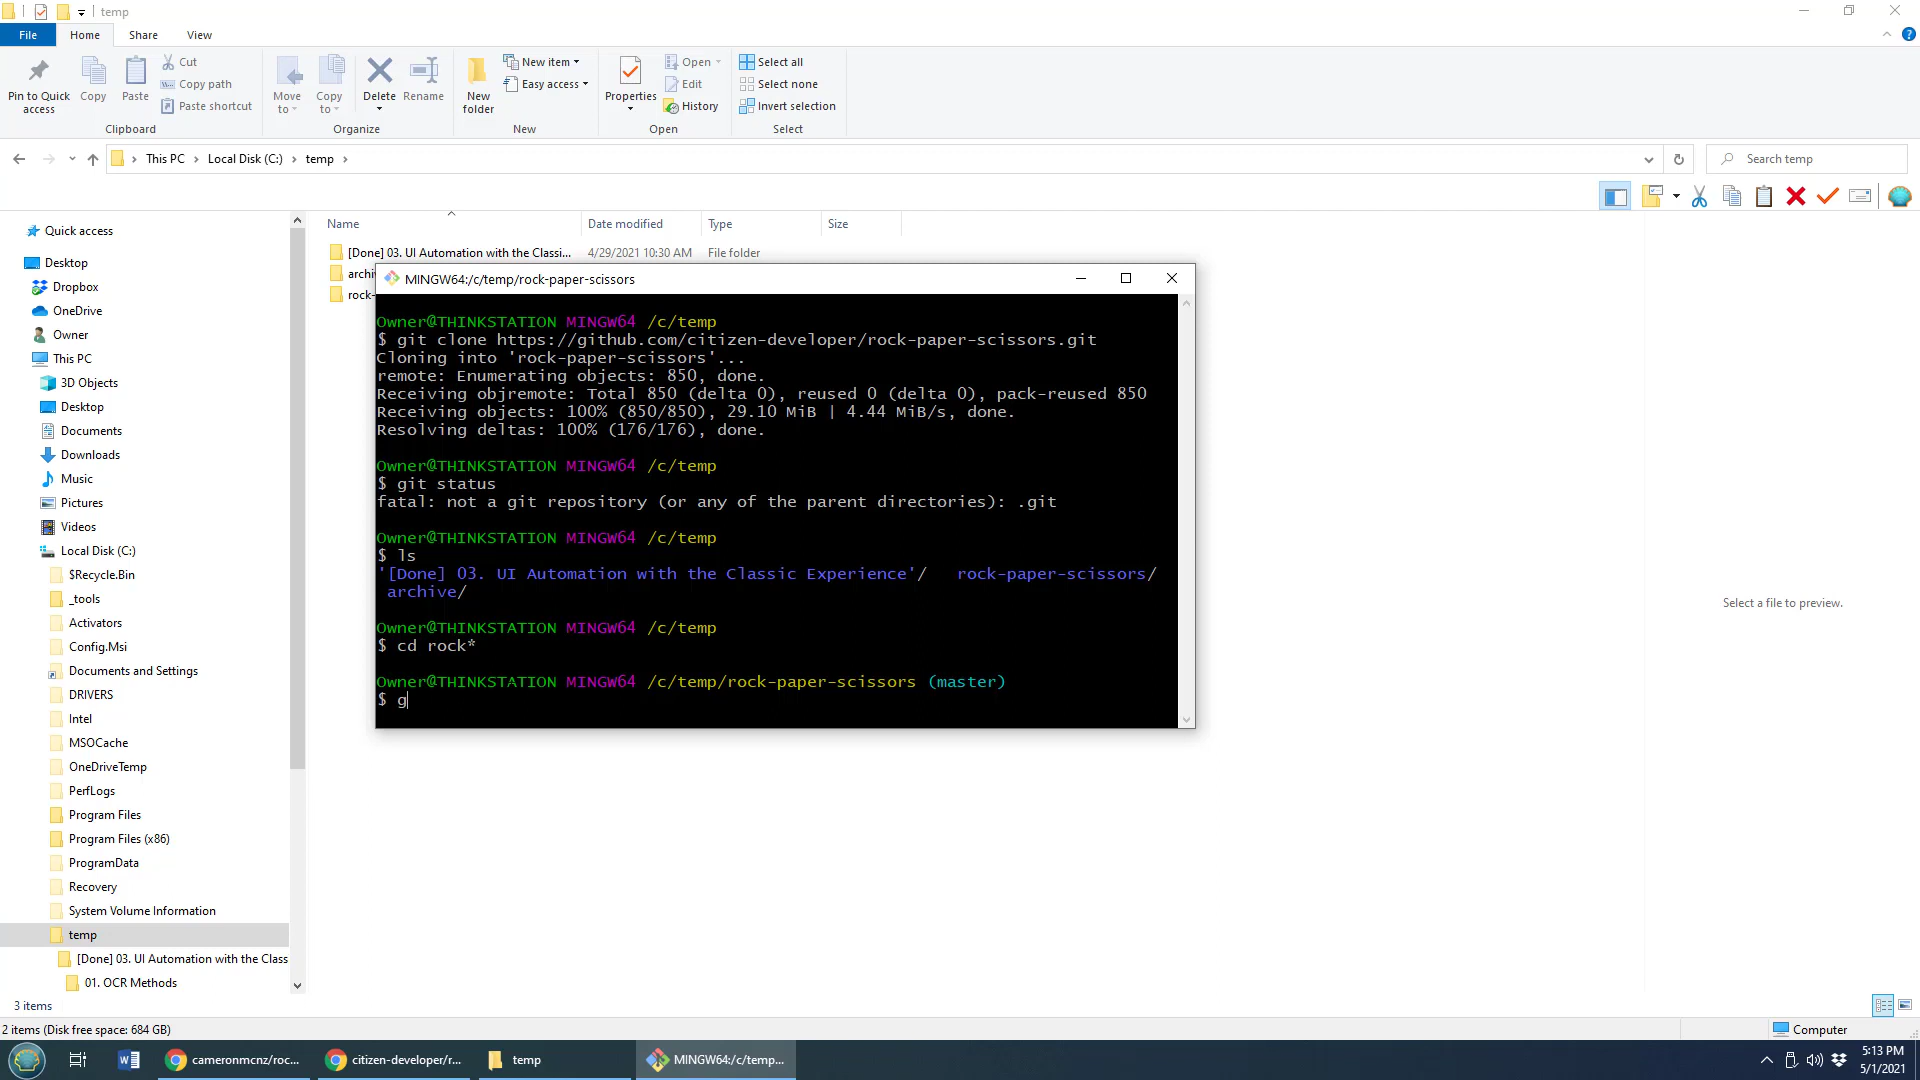 temp
File
Home
Share
View
Pin to Quick access
Copy
Paste
Cut
Copy path
Paste shortcut
Clipboard
Move to
Copy to
Delete
Rename
Organize
New folder
New item
Easy access
New
Properties
Open
Edit
History
Open
Select all
Select none
Invert selection
Select
This PC
Local Disk (C:)
temp
Search temp
Quick access
Desktop
Dropbox
OneDrive
Owner
This PC
3D Objects
Desktop
Documents
Downloads
Music
Pictures
Videos
Local Disk (C:)
$Recycle.Bin
_tools
Activators
Config.Msi
Documents and Settings
DRIVERS
Intel
MSOCache
OneDriveTemp
PerfLogs
Program Files
Program Files (x86)
ProgramData
Recovery
System Volume Information
temp
[Done] 03. UI Automation with the Class
01. OCR Methods
Name
Date modified
Type
Size
[Done] 03. UI Automation with the Classi...
4/29/2021 10:30 AM
File folder
archi
rock-
MINGW64:/c/temp/rock-paper-scissors
Owner@THINKSTATION MINGW64 /c/temp
$ git clone https://github.com/citizen-developer/rock-paper-scissors.git
Cloning into 'rock-paper-scissors'...
remote: Enumerating objects: 850, done.
Receiving objremote: Total 850 (delta 0), reused 0 (delta 0), pack-reused 850
Receiving objects: 100% (850/850), 29.10 MiB | 4.44 MiB/s, done.
Resolving deltas: 100% (176/176), done.
Owner@THINKSTATION MINGW64 /c/temp
$ git status
fatal: not a git repository (or any of the parent directories): .git
Owner@THINKSTATION MINGW64 /c/temp
$ ls
'[Done] 03. UI Automation with the Classic Experience'/   rock-paper-scissors/
archive/
Owner@THINKSTATION MINGW64 /c/temp
$ cd rock*
Owner@THINKSTATION MINGW64 /c/temp/rock-paper-scissors (master)
$ g
Select a file to preview.
3 items
2 items (Disk free space: 684 GB)
Computer
cameronmcnz/roc...
citizen-developer/r...
temp
MINGW64:/c/temp...
5:13 PM
5/1/2021